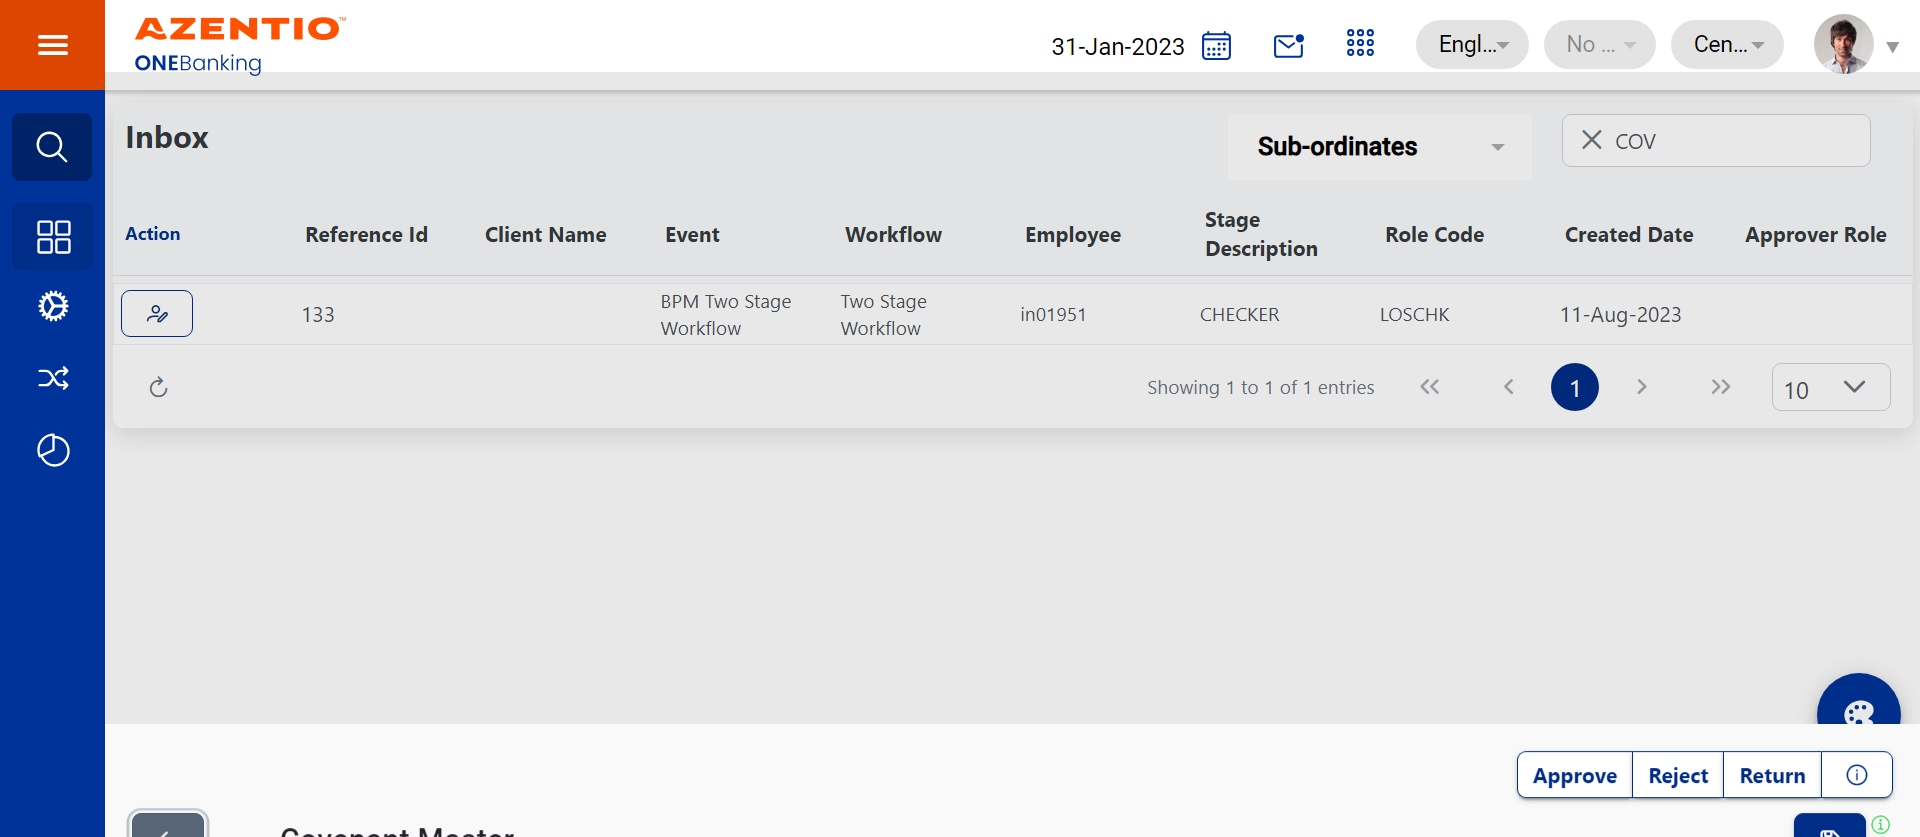 AZENTIO™
ONEBanking
31-Jan-2023
Engl...
No ...
Cen...
Inbox
Sub-ordinates
COV
Action
Reference Id
Client Name
Event
Workflow
Employee
Stage
Description
Role Code
Created Date
Approver Role
133
BPM Two Stage
Workflow
Two Stage
Workflow
in01951
CHECKER
LOSCHK
11-Aug-2023
Showing 1 to 1 of 1 entries
1
10
Approve
Reject
Return
Covenant Master